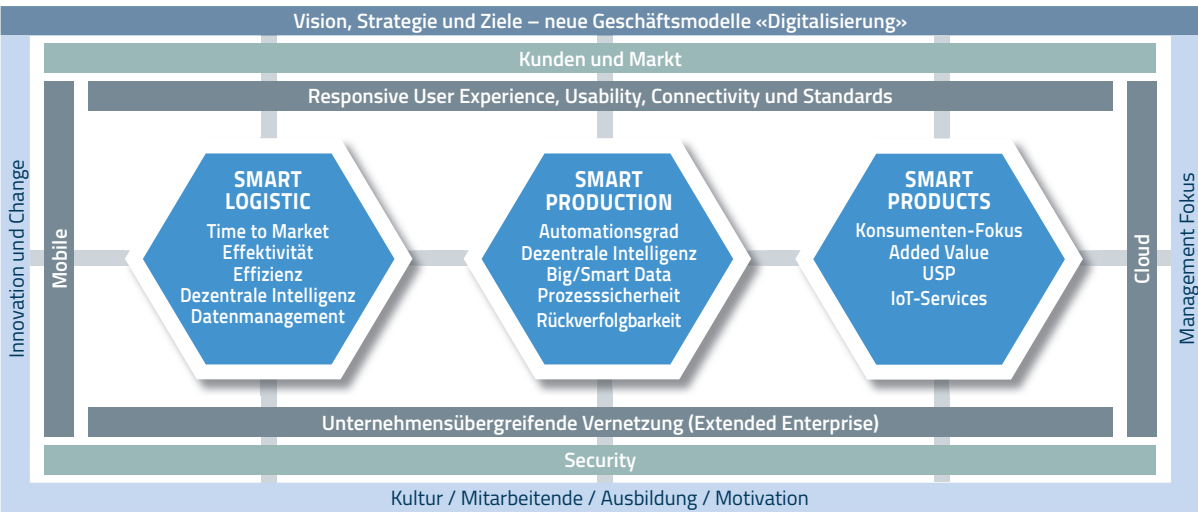 Vision, Strategie und Ziele – neue Geschäftsmodelle «Digitalisierung»
Kunden und Markt
Responsive User Experience, Usability, Connectivity und Standards
Innovation und Change
Mobile
SMART
LOGISTIC
Time to Market
Effektivität
Effizienz
Dezentrale Intelligenz
Datenmanagement
SMART
PRODUCTION
Automationsgrad
Dezentrale Intelligenz
Big/Smart Data
Prozesssicherheit
Rückverfolgbarkeit
SMART
PRODUCTS
Konsumenten-Fokus
Added Value
USP
IoT-Services
Cloud
Management Fokus
Unternehmensübergreifende Vernetzung (Extended Enterprise)
Security
Kultur / Mitarbeitende / Ausbildung / Motivation